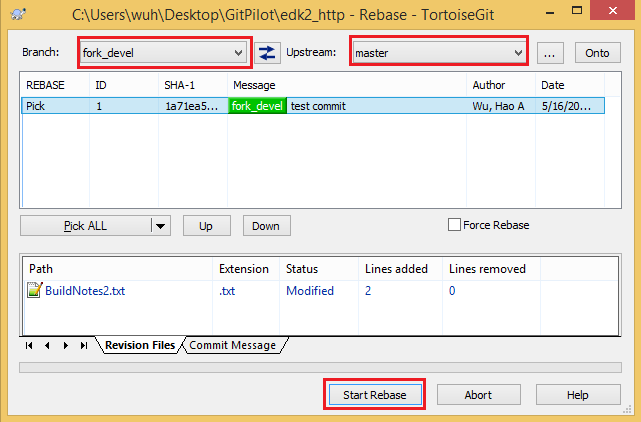 C:\Users\wuh\Desktop\GitPilot\edk2_http - Rebase - TortoiseGit
Branch: fork_devel Upstream: master ... Onto
REBASE ID SHA-1 Message Author Date
Pick 1 1a71ea5... fork_devel test commit Wu, Hao A 5/16/20...
Pick ALL Up Down Force Rebase
Path Extension Status Lines added Lines removed
BuildNotes2.txt .txt Modified 2 0
Revision Files Commit Message
Start Rebase Abort Help